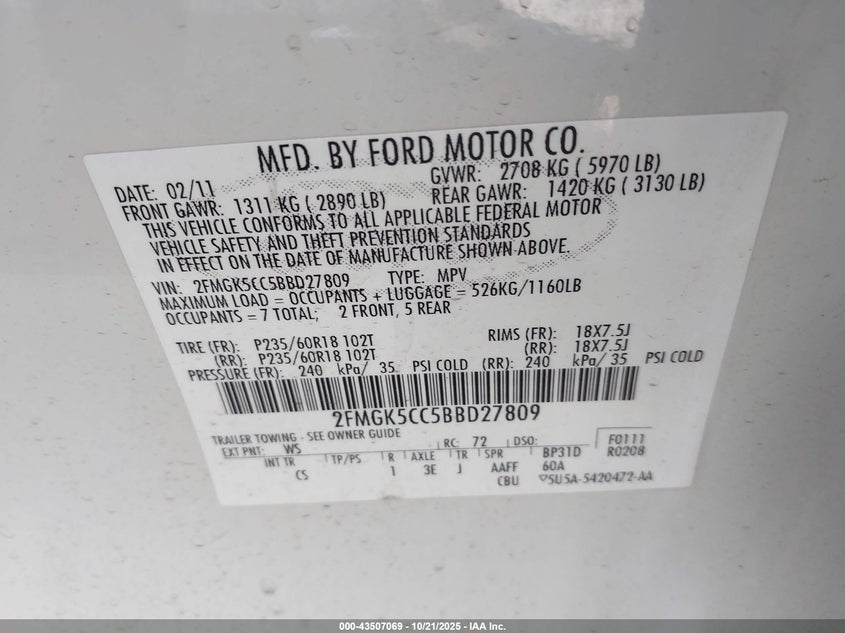 MFD. BY FORD MOTOR CO.
DATE: 02/11 GVWR: 2708 KG ( 5970 LB)
FRONT GAWR: 1311 KG ( 2890 LB) REAR GAWR: 1420 KG ( 3130 LB)
THIS VEHICLE CONFORMS TO ALL APPLICABLE FEDERAL MOTOR
VEHICLE SAFETY AND THEFT PREVENTION STANDARDS
IN EFFECT ON THE DATE OF MANUFACTURE SHOWN ABOVE.
VIN: 2FMGK5CC5BBD27809 TYPE: MPV
MAXIMUM LOAD = OCCUPANTS + LUGGAGE = 526KG/1160LB
OCCUPANTS = 7 TOTAL; 2 FRONT, 5 REAR
TIRE (FR): P235/60R18 102T RIMS (FR): 18X7.5J
(RR): P235/60R18 102T (RR): 18X7.5J
PRESSURE (FR): 240 kPa/ 35 PSI COLD (RR): 240 kPa/ 35 PSI COLD
2FMGK5CC5BBD27809
TRAILER TOWING - SEE OWNER GUIDE
EXT PNT: WS RC: 72 DSO: F0111
INT TR TP/PS R AXLE TR SPR BP31D R0208
CS 1 3E J AAFF 60A
CBU ▽5U5A-5420472-AA
000-43507069 - 10/21/2025 - IAA Inc.